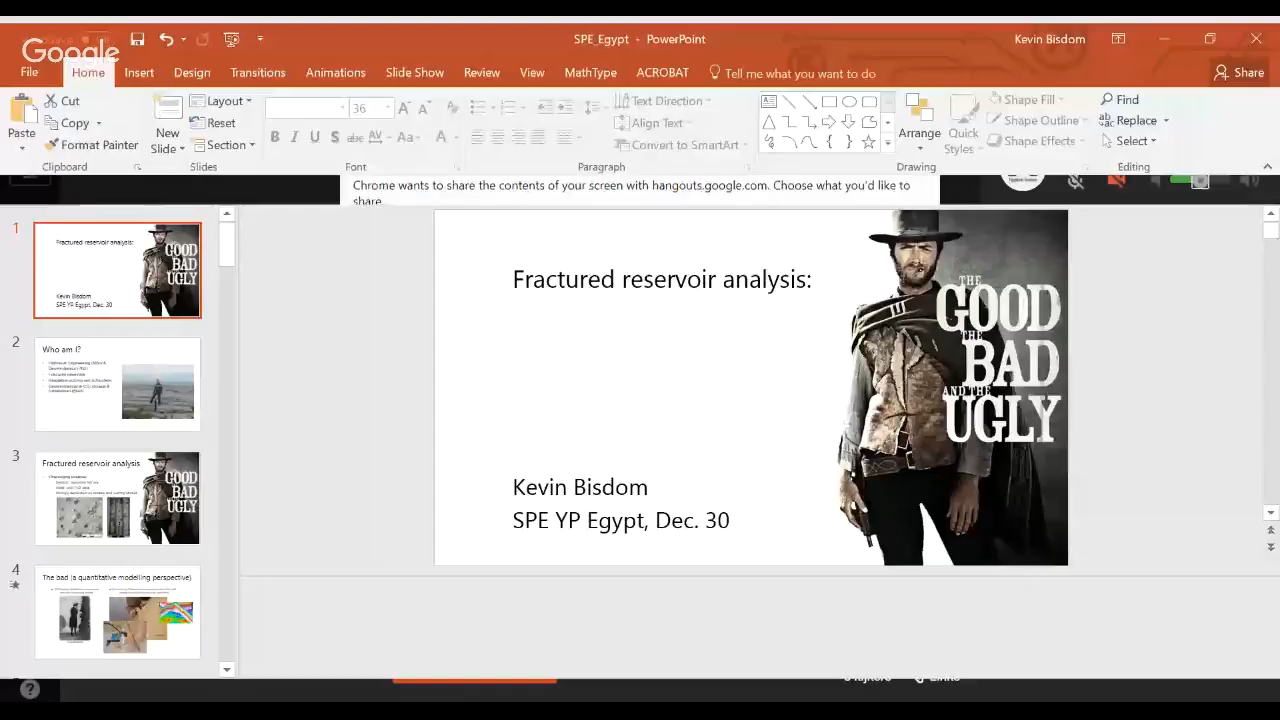 Google
SPE_Egypt - PowerPoint
Kevin Bisdom
File
Home
Insert
Design
Transitions
Animations
Slide Show
Review
View
MathType
ACROBAT
Tell me what you want to do
Share
Paste
Cut
Copy
Format Painter
Clipboard
New
Slide
Layout
Reset
Section
Slides
36
Font
Text Direction
Align Text
Convert to SmartArt
Paragraph
Arrange
Quick
Styles
Shape Fill
Shape Outline
Shape Effects
Drawing
Find
Replace
Select
Editing
Chrome wants to share the contents of your screen with hangouts.google.com. Choose what you'd like to
share.
1
Fractured reservoir analysis:
THE
GOOD
THE
BAD
AND THE
UGLY
Kevin Bisdom
SPE YP Egypt, Dec. 30
2
Who am I?
3
Fractured reservoir analysis
GOOD
BAD
UGLY
4
The bad (a quantitative modelling perspective)
Fractured reservoir analysis:
GOOD
BAD
UGLY
Kevin Bisdom
SPE YP Egypt, Dec. 30